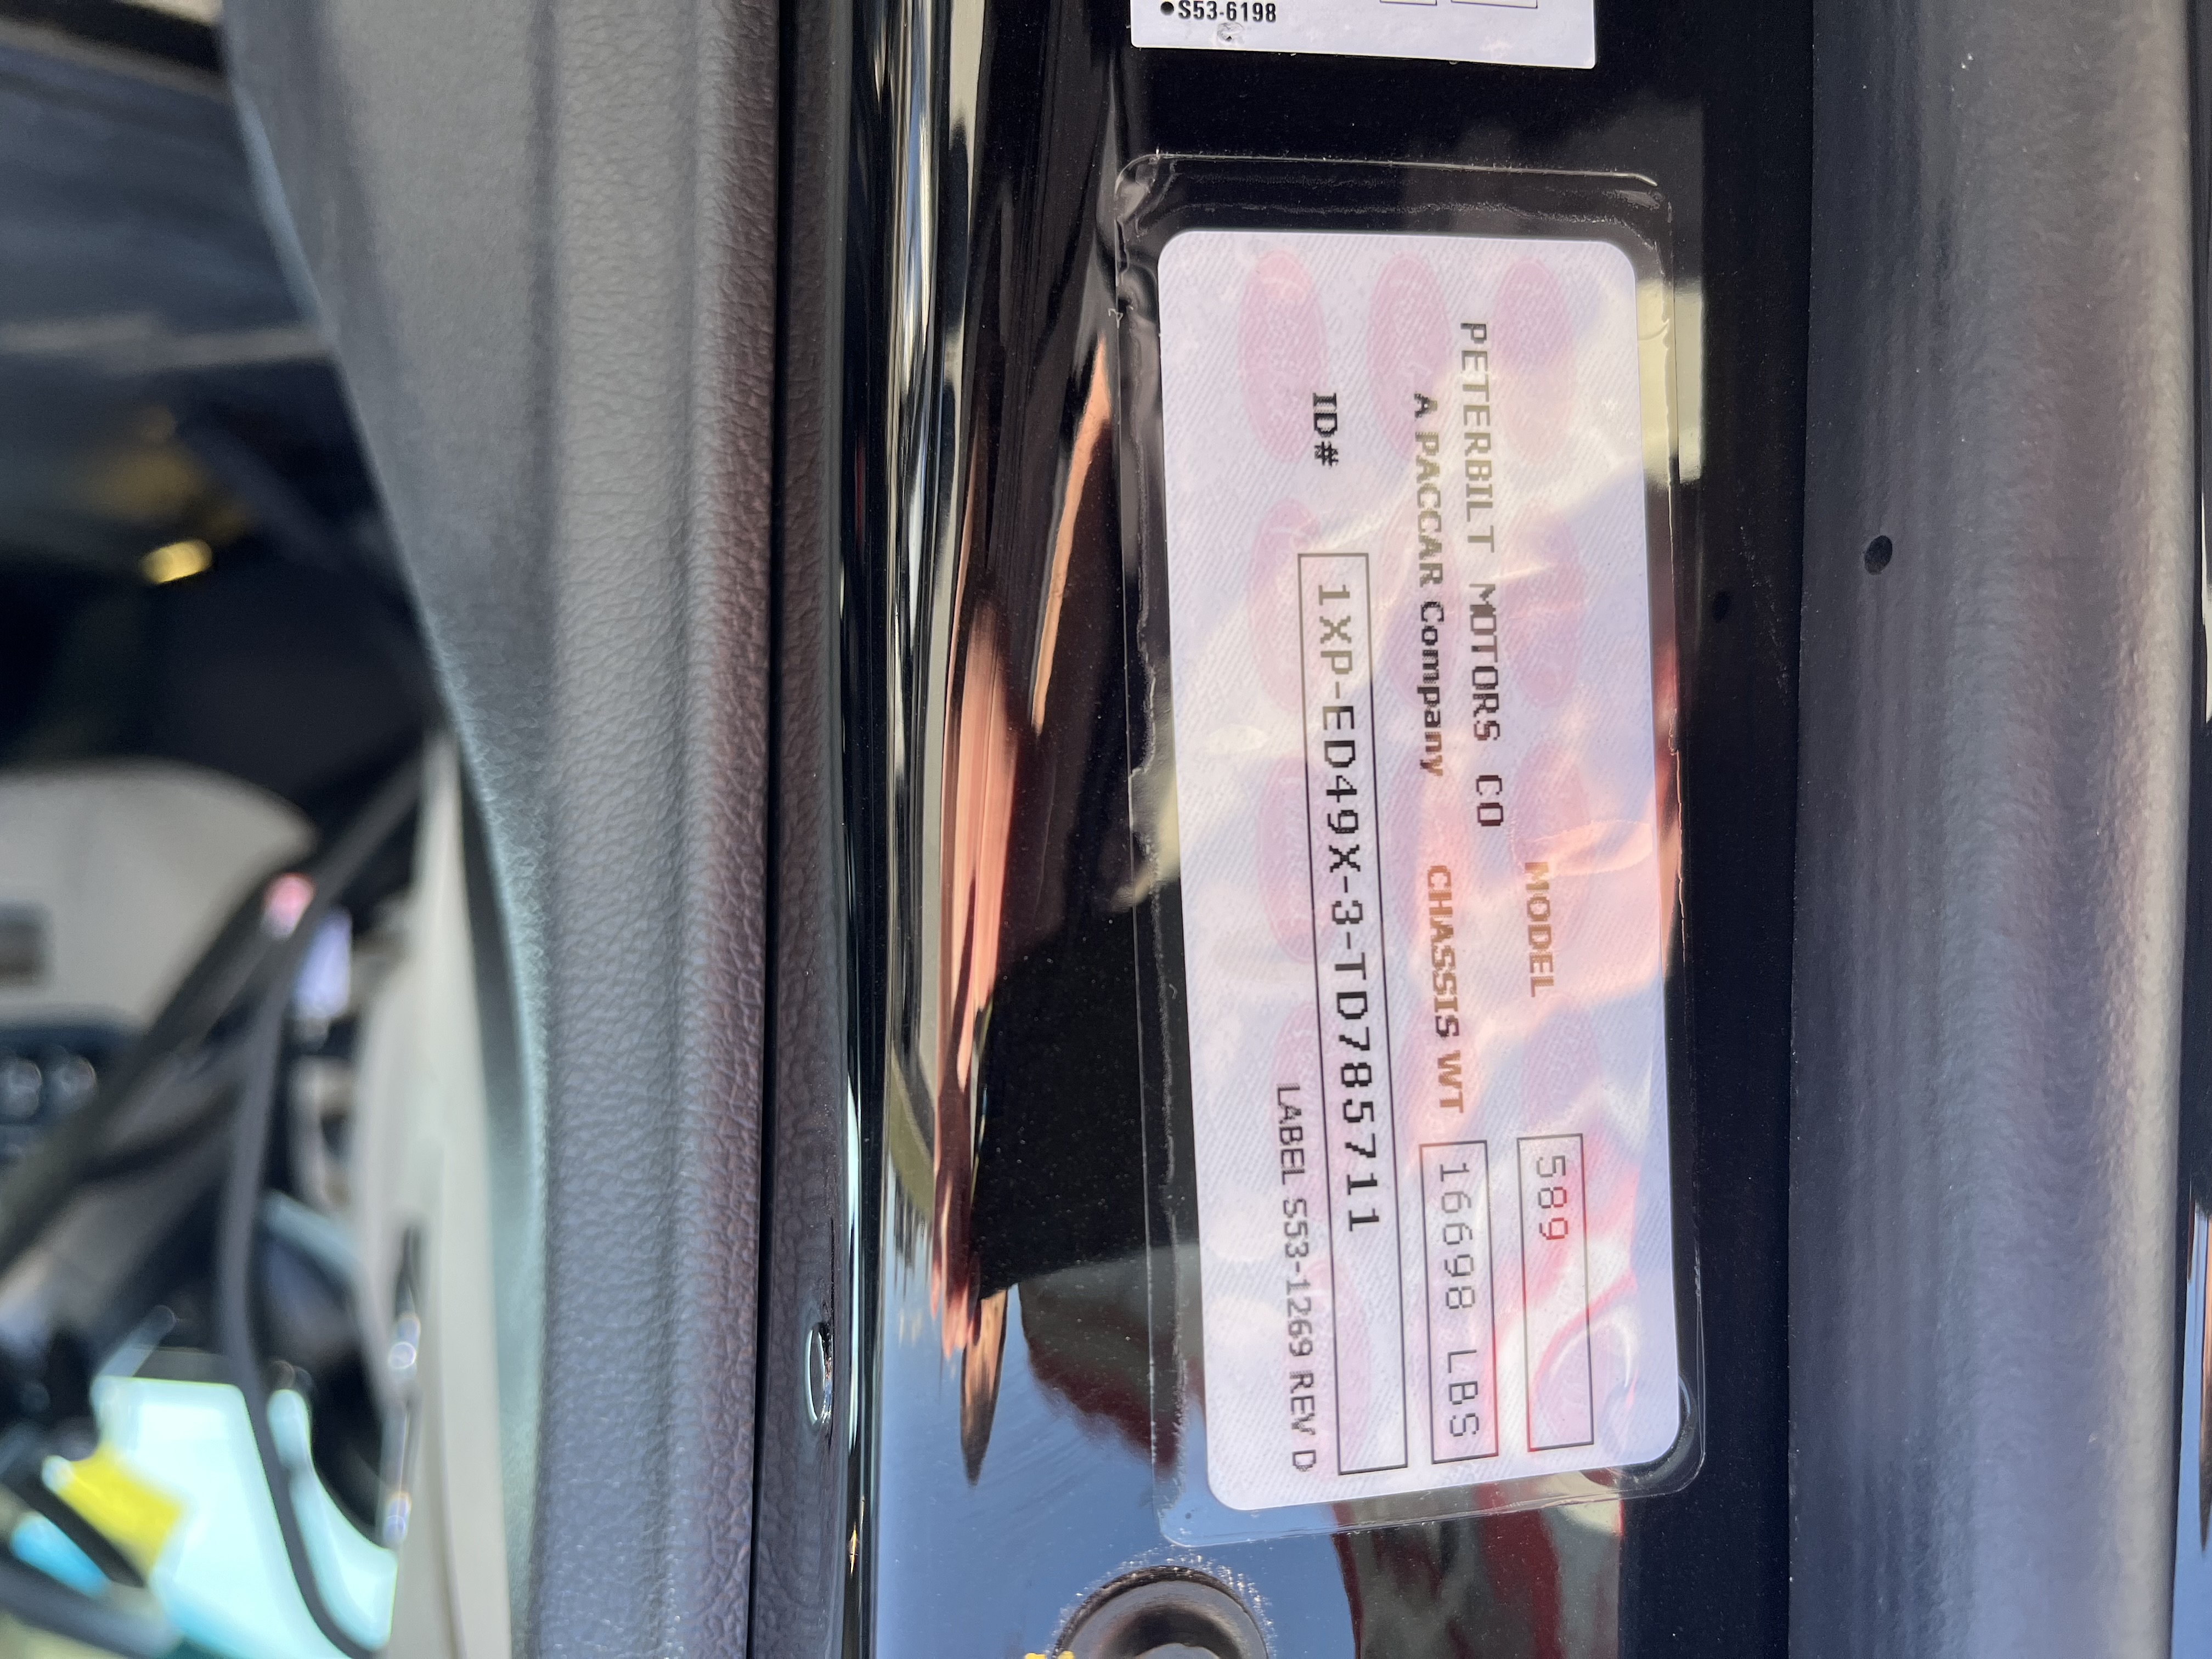 ●S53-6198
MODEL 589
PETERBILT MOTORS CO
A PACCAR Company CHASSIS WT 16698 LBS
ID# 1XP-ED49X-3-TD785711
LABEL S53-1269 REV D